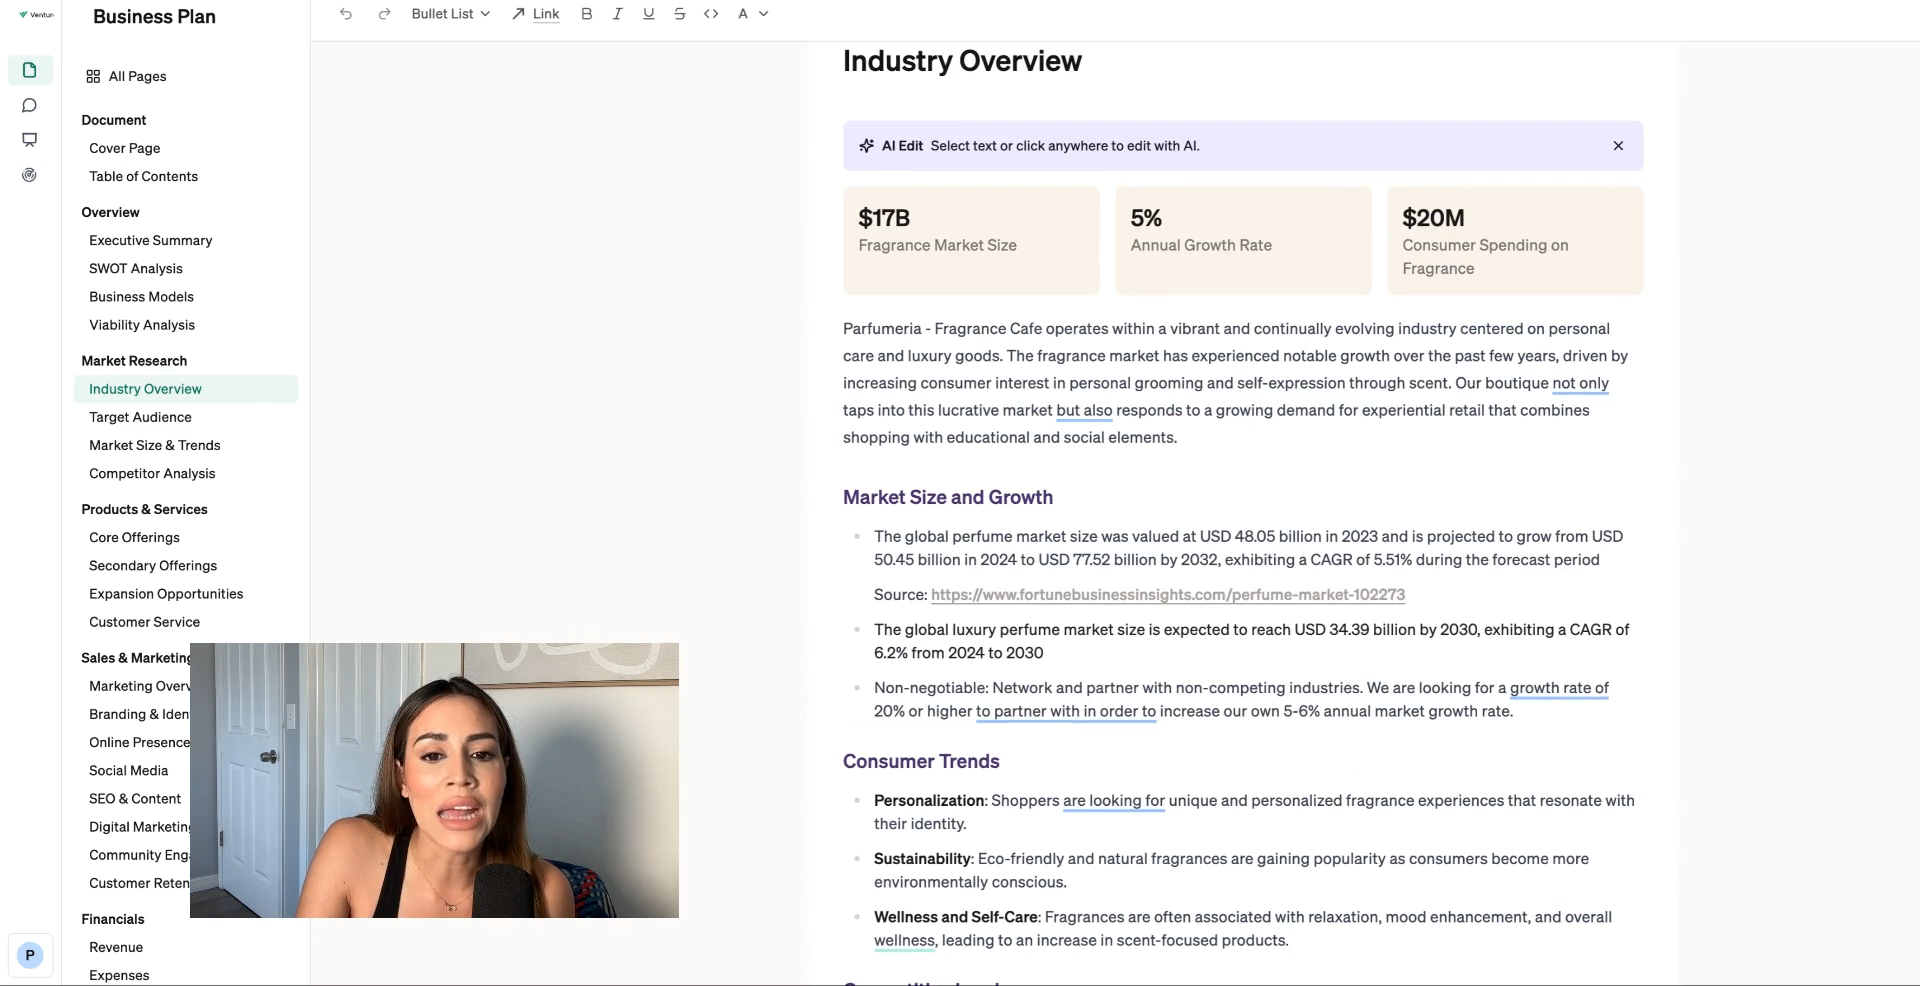 Ventur
Business Plan
Bullet List
Link
B
I
U
S
A
All Pages
Document
Cover Page
Table of Contents
Overview
Executive Summary
SWOT Analysis
Business Models
Viability Analysis
Market Research
Industry Overview
Target Audience
Market Size & Trends
Competitor Analysis
Products & Services
Core Offerings
Secondary Offerings
Expansion Opportunities
Customer Service
Sales & Marketing
Marketing Overv
Branding & Iden
Online Presence
Social Media
SEO & Content
Digital Marketing
Community Eng
Customer Reten
Financials
Revenue
Expenses
P
Industry Overview
AI Edit Select text or click anywhere to edit with AI.
$17B
Fragrance Market Size
5%
Annual Growth Rate
$20M
Consumer Spending on
Fragrance
Parfumeria - Fragrance Cafe operates within a vibrant and continually evolving industry centered on personal
care and luxury goods. The fragrance market has experienced notable growth over the past few years, driven by
increasing consumer interest in personal grooming and self-expression through scent. Our boutique not only
taps into this lucrative market but also responds to a growing demand for experiential retail that combines
shopping with educational and social elements.
Market Size and Growth
The global perfume market size was valued at USD 48.05 billion in 2023 and is projected to grow from USD
50.45 billion in 2024 to USD 77.52 billion by 2032, exhibiting a CAGR of 5.51% during the forecast period
Source: https://www.fortunebusinessinsights.com/perfume-market-102273
The global luxury perfume market size is expected to reach USD 34.39 billion by 2030, exhibiting a CAGR of
6.2% from 2024 to 2030
Non-negotiable: Network and partner with non-competing industries. We are looking for a growth rate of
20% or higher to partner with in order to increase our own 5-6% annual market growth rate.
Consumer Trends
Personalization: Shoppers are looking for unique and personalized fragrance experiences that resonate with
their identity.
Sustainability: Eco-friendly and natural fragrances are gaining popularity as consumers become more
environmentally conscious.
Wellness and Self-Care: Fragrances are often associated with relaxation, mood enhancement, and overall
wellness, leading to an increase in scent-focused products.